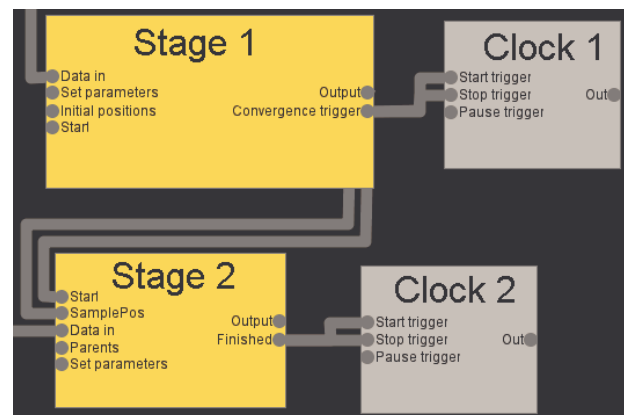 Stage 1
Data in
Set parameters
Initial positions
Start
Output
Convergence trigger
Clock 1
Start trigger
Stop trigger
Pause trigger
Out
Stage 2
Start
SamplePos
Data in
Parents
Set parameters
Output
Finished
Clock 2
Start trigger
Stop trigger
Pause trigger
Out